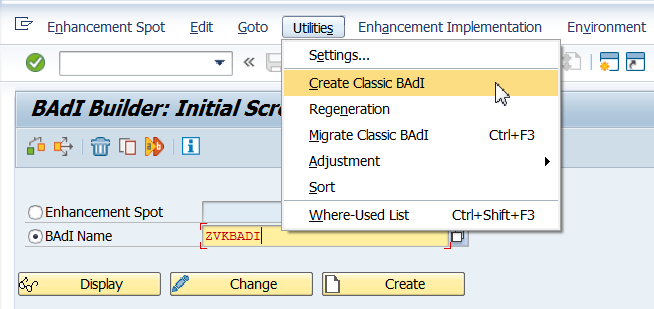 Enhancement Spot Edit Goto Utilities Enhancement Implementation Environment
Settings...
Create Classic BAdI
BAdI Builder: Initial Scre
Regeneration
Migrate Classic BAdI Ctrl+F3
Adjustment
Sort
Enhancement Spot
Where-Used List Ctrl+Shift+F3
BAdI Name ZVKBADI
Display Change Create